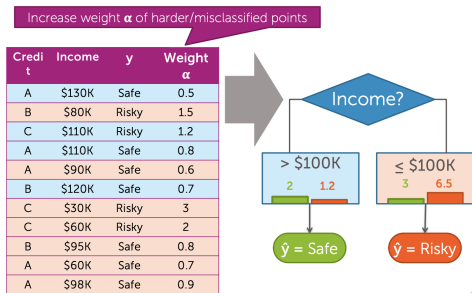 Increase weight α of harder/misclassified points
Credi t Income y Weight α
A $130K Safe 0.5
B $80K Risky 1.5
C $110K Risky 1.2
A $110K Safe 0.8
A $90K Safe 0.6
B $120K Safe 0.7
C $30K Risky 3
C $60K Risky 2
B $95K Safe 0.8
A $60K Safe 0.7
A $98K Safe 0.9
Income?
> $100K ≤ $100K
2 1.2 3 6.5
ŷ = Safe ŷ = Risky